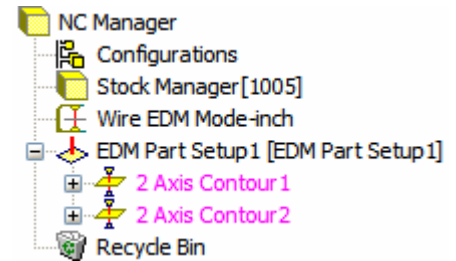 NC Manager
Configurations
Stock Manager[1005]
Wire EDM Mode-inch
EDM Part Setup1 [EDM Part Setup1]
2 Axis Contour1
2 Axis Contour2
Recycle Bin